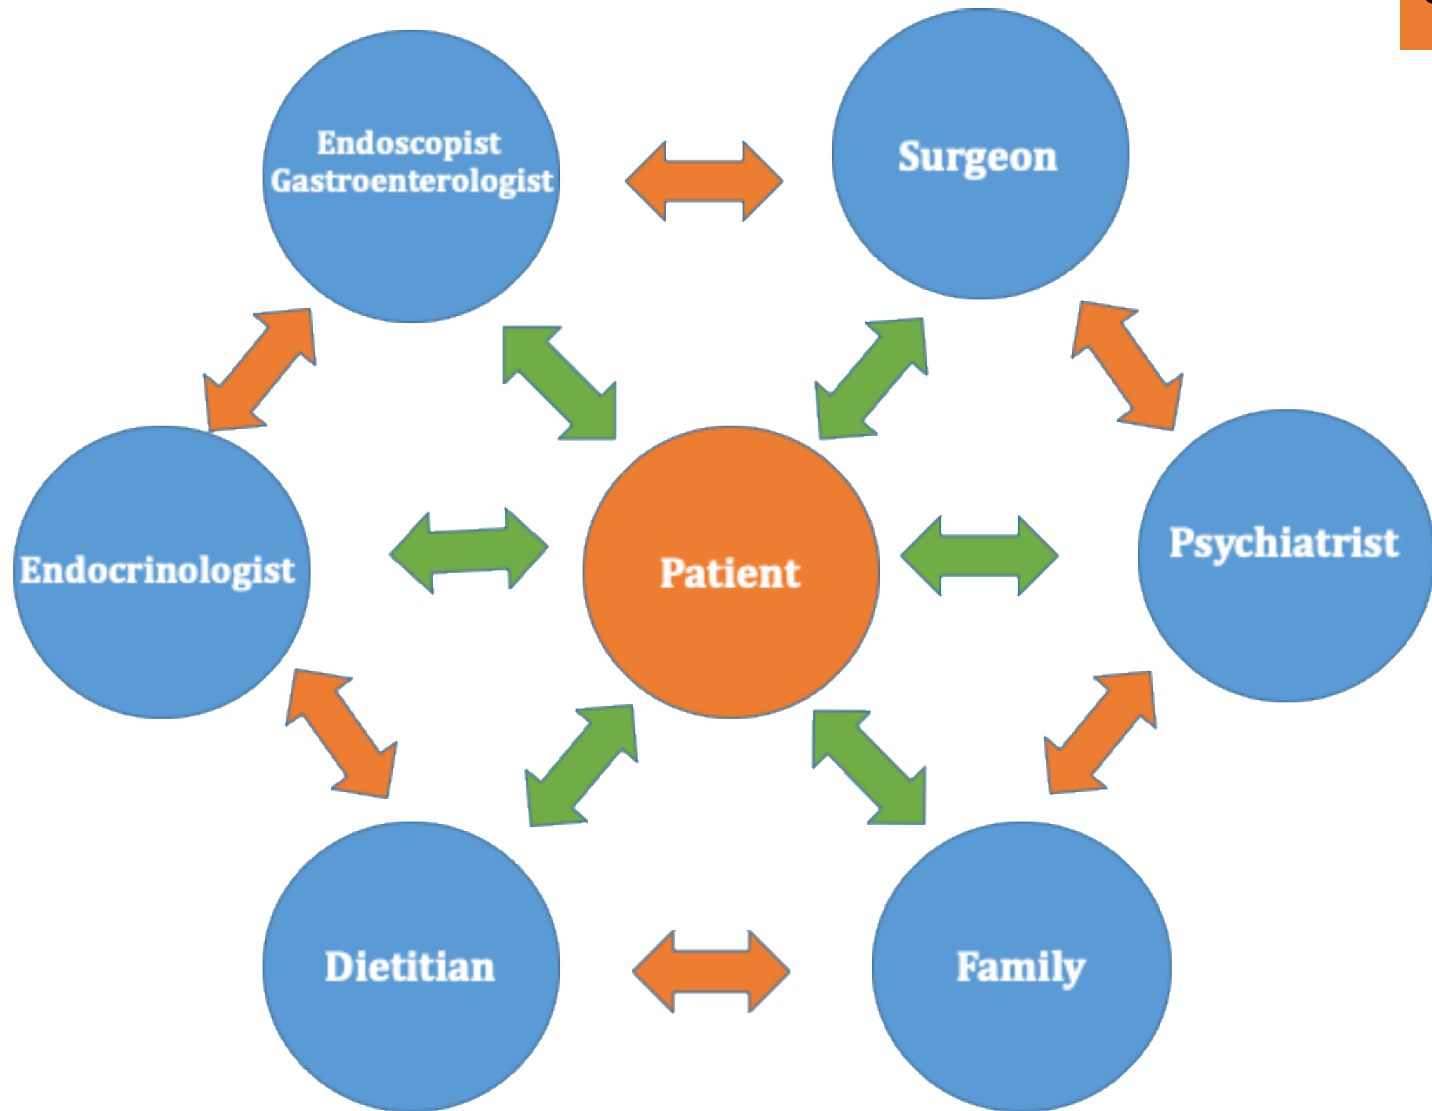 Endoscopist
Gastroenterologist
Surgeon
Endocrinologist
Patient
Psychiatrist
Dietitian
Family